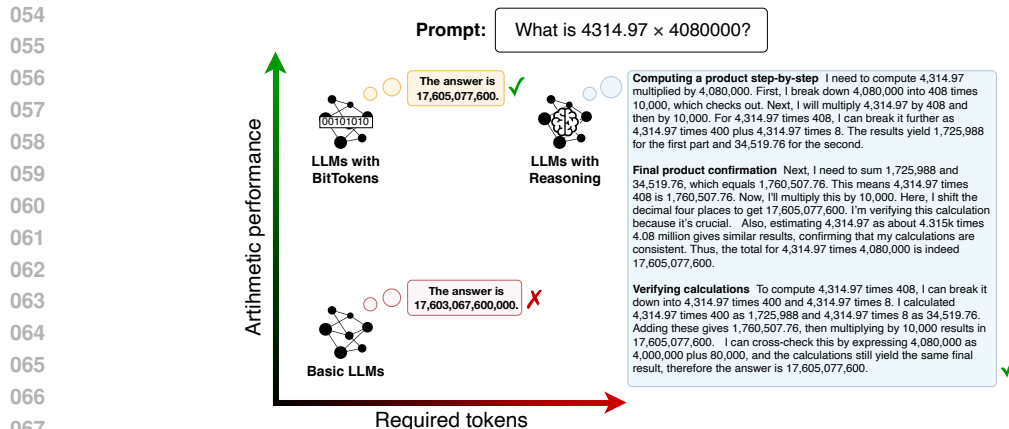 054
055
056
057
058
059
060
061
062
063
064
065
066
067
Prompt: What is 4314.97 × 4080000?
Artihmetic performance
The answer is
17,605,077,600.
✓
00101010
LLMs with
BitTokens
LLMs with
Reasoning
The answer is
17,603,067,600,000.
✗
Basic LLMs
Required tokens
Computing a product step-by-step I need to compute 4,314.97
multiplied by 4,080,000. First, I break down 4,080,000 into 408 times
10,000, which checks out. Next, I will multiply 4,314.97 by 408 and
then by 10,000. For 4,314.97 times 408, I can break it further as
4,314.97 times 400 plus 4,314.97 times 8. The results yield 1,725,988
for the first part and 34,519.76 for the second.
Final product confirmation Next, I need to sum 1,725,988 and
34,519.76, which equals 1,760,507.76. This means 4,314.97 times
408 is 1,760,507.76. Now, I'll multiply this by 10,000. Here, I shift the
decimal four places to get 17,605,077,600. I'm verifying this calculation
because it's crucial. Also, estimating 4,314.97 as about 4.315k times
4.08 million gives similar results, confirming that my calculations are
consistent. Thus, the total for 4,314.97 times 4,080,000 is indeed
17,605,077,600.
Verifying calculations To compute 4,314.97 times 408, I can break it
down into 4,314.97 times 400 and 4,314.97 times 8. I calculated
4,314.97 times 400 as 1,725,988 and 4,314.97 times 8 as 34,519.76.
Adding these gives 1,760,507.76, then multiplying by 10,000 results in
17,605,077,600. I can cross-check this by expressing 4,080,000 as
4,000,000 plus 80,000, and the calculations still yield the same final
result, therefore the answer is 17,605,077,600.
✓